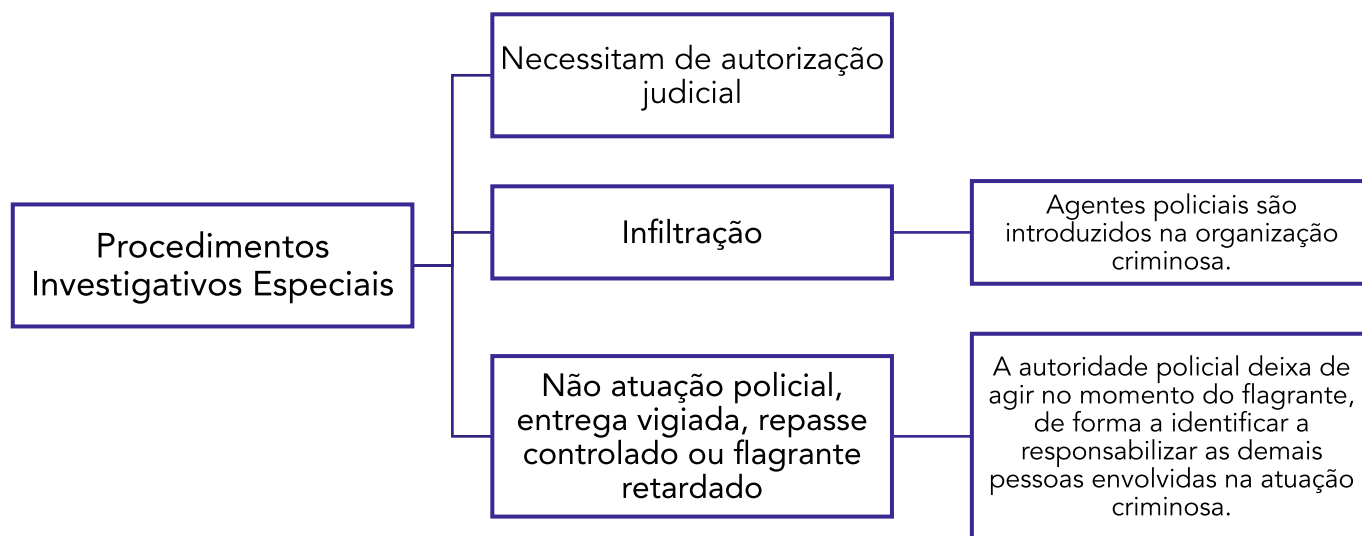 Procedimentos
Investigativos Especiais
Necessitam de autorização
judicial
Infiltração
Agentes policiais são
introduzidos na organização
criminosa.
Não atuação policial,
entrega vigiada, repasse
controlado ou flagrante
retardado
A autoridade policial deixa de
agir no momento do flagrante,
de forma a identificar a
responsabilizar as demais
pessoas envolvidas na atuação
criminosa.